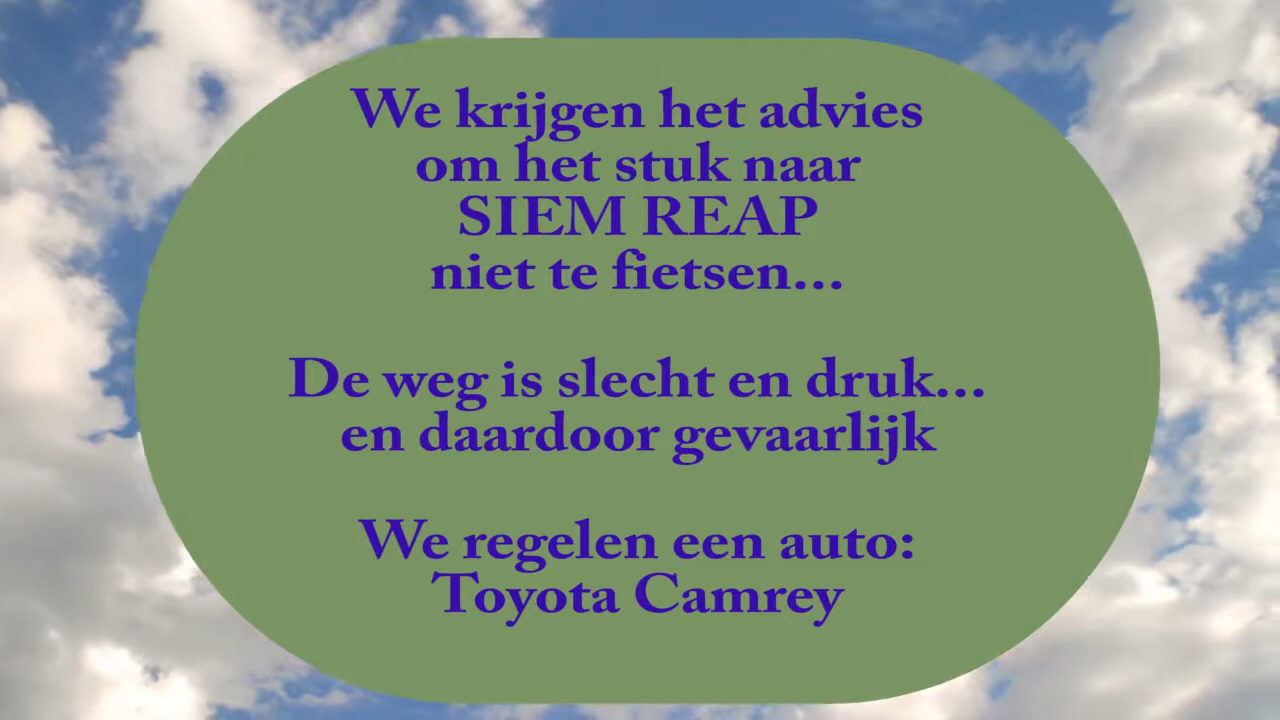 We krijgen het advies
om het stuk naar
SIEM REAP
niet te fietsen...
De weg is slecht en druk...
en daardoor gevaarlijk
We regelen een auto:
Toyota Camrey